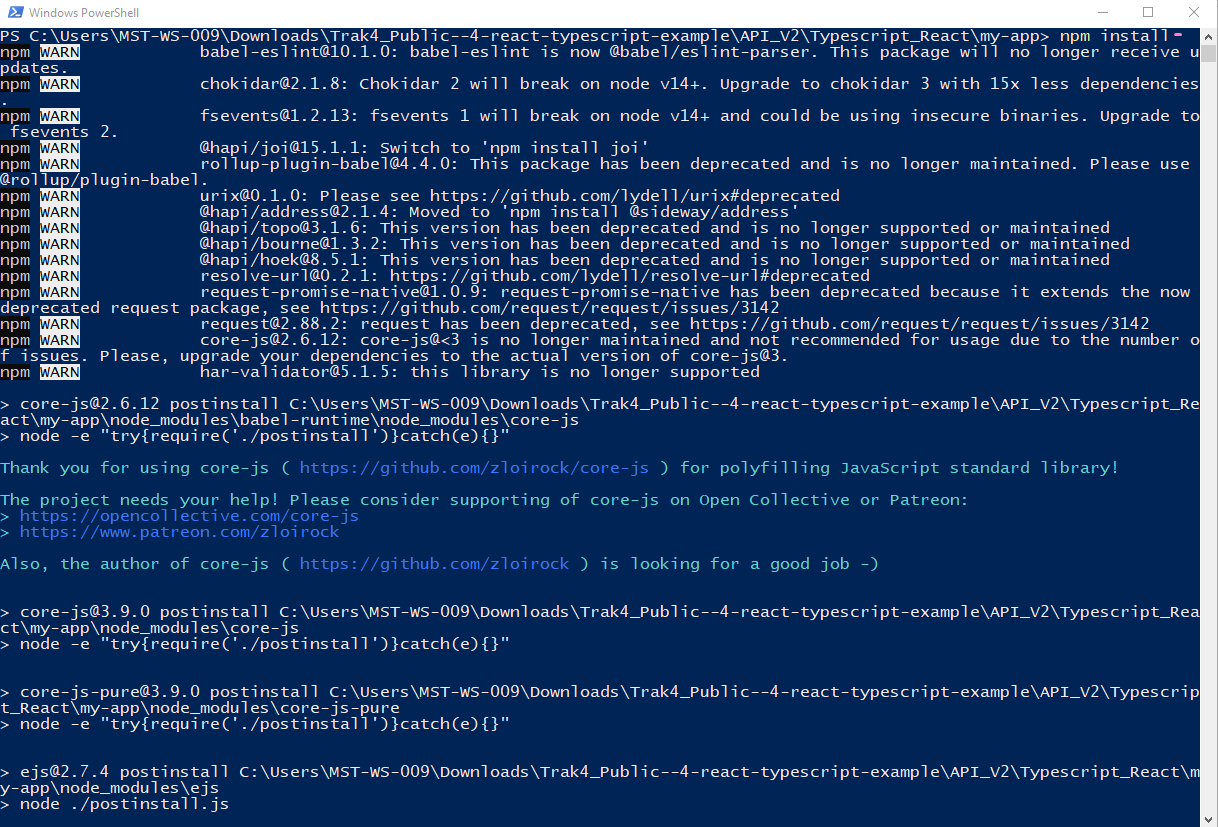 Windows PowerShell
PS C:\Users\MST-WS-009\Downloads\Trak4_Public--4-react-typescript-example\API_V2\Typescript_React\my-app> npm install-
npm WARN            babel-eslint@10.1.0: babel-eslint is now @babel/eslint-parser. This package will no longer receive u
pdates.
npm WARN            chokidar@2.1.8: Chokidar 2 will break on node v14+. Upgrade to chokidar 3 with 15x less dependencies
.
npm WARN            fsevents@1.2.13: fsevents 1 will break on node v14+ and could be using insecure binaries. Upgrade to
 fsevents 2.
npm WARN            @hapi/joi@15.1.1: Switch to 'npm install joi'
npm WARN            rollup-plugin-babel@4.4.0: This package has been deprecated and is no longer maintained. Please use
@rollup/plugin-babel.
npm WARN            urix@0.1.0: Please see https://github.com/lydell/urix#deprecated
npm WARN            @hapi/address@2.1.4: Moved to 'npm install @sideway/address'
npm WARN            @hapi/topo@3.1.6: This version has been deprecated and is no longer supported or maintained
npm WARN            @hapi/bourne@1.3.2: This version has been deprecated and is no longer supported or maintained
npm WARN            @hapi/hoek@8.5.1: This version has been deprecated and is no longer supported or maintained
npm WARN            resolve-url@0.2.1: https://github.com/lydell/resolve-url#deprecated
npm WARN            request-promise-native@1.0.9: request-promise-native has been deprecated because it extends the now
deprecated request package, see https://github.com/request/request/issues/3142
npm WARN            request@2.88.2: request has been deprecated, see https://github.com/request/request/issues/3142
npm WARN            core-js@2.6.12: core-js@<3 is no longer maintained and not recommended for usage due to the number o
f issues. Please, upgrade your dependencies to the actual version of core-js@3.
npm WARN            har-validator@5.1.5: this library is no longer supported
> core-js@2.6.12 postinstall C:\Users\MST-WS-009\Downloads\Trak4_Public--4-react-typescript-example\API_V2\Typescript_Re
act\my-app\node_modules\babel-runtime\node_modules\core-js
> node -e "try{require('./postinstall')}catch(e){}"
Thank you for using core-js ( https://github.com/zloirock/core-js ) for polyfilling JavaScript standard library!
The project needs your help! Please consider supporting of core-js on Open Collective or Patreon:
> https://opencollective.com/core-js
> https://www.patreon.com/zloirock
Also, the author of core-js ( https://github.com/zloirock ) is looking for a good job -)
> core-js@3.9.0 postinstall C:\Users\MST-WS-009\Downloads\Trak4_Public--4-react-typescript-example\API_V2\Typescript_Rea
ct\my-app\node_modules\core-js
> node -e "try{require('./postinstall')}catch(e){}"
> core-js-pure@3.9.0 postinstall C:\Users\MST-WS-009\Downloads\Trak4_Public--4-react-typescript-example\API_V2\Typescrip
t_React\my-app\node_modules\core-js-pure
> node -e "try{require('./postinstall')}catch(e){}"
> ejs@2.7.4 postinstall C:\Users\MST-WS-009\Downloads\Trak4_Public--4-react-typescript-example\API_V2\Typescript_React\m
y-app\node_modules\ejs
> node ./postinstall.js